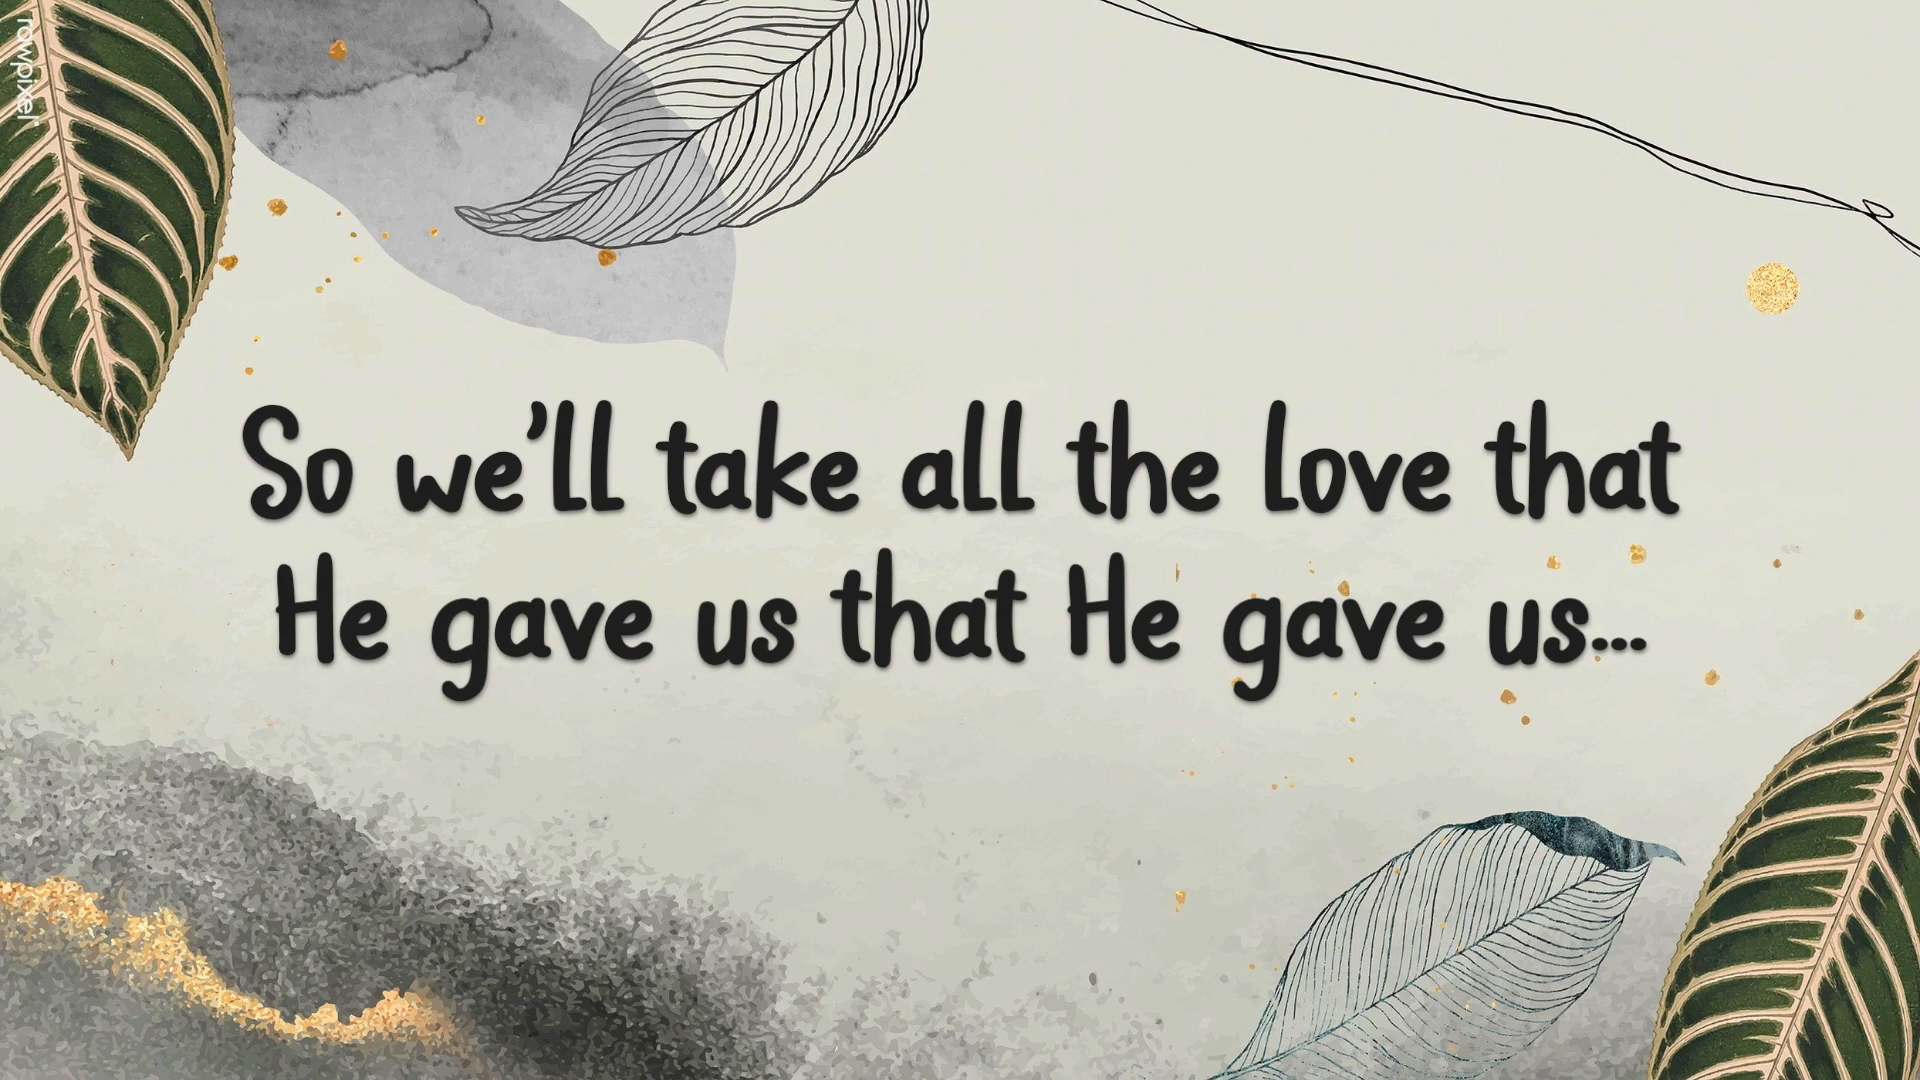 rawpixel
So we'll take all the love that
He gave us that He gave us...